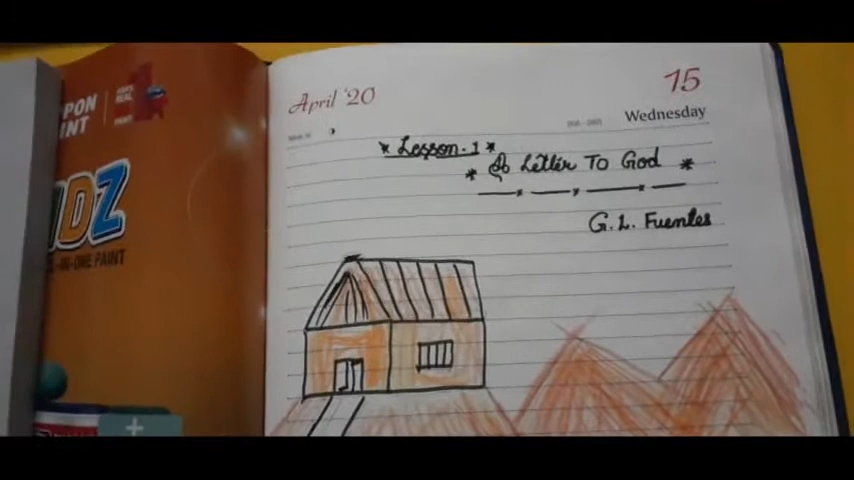 PON
INT
April '20
15
Wednesday
* Lesson-1 *
* A Letter To God *
G.L. Fuentes
DZ
-IN-ONE PAINT